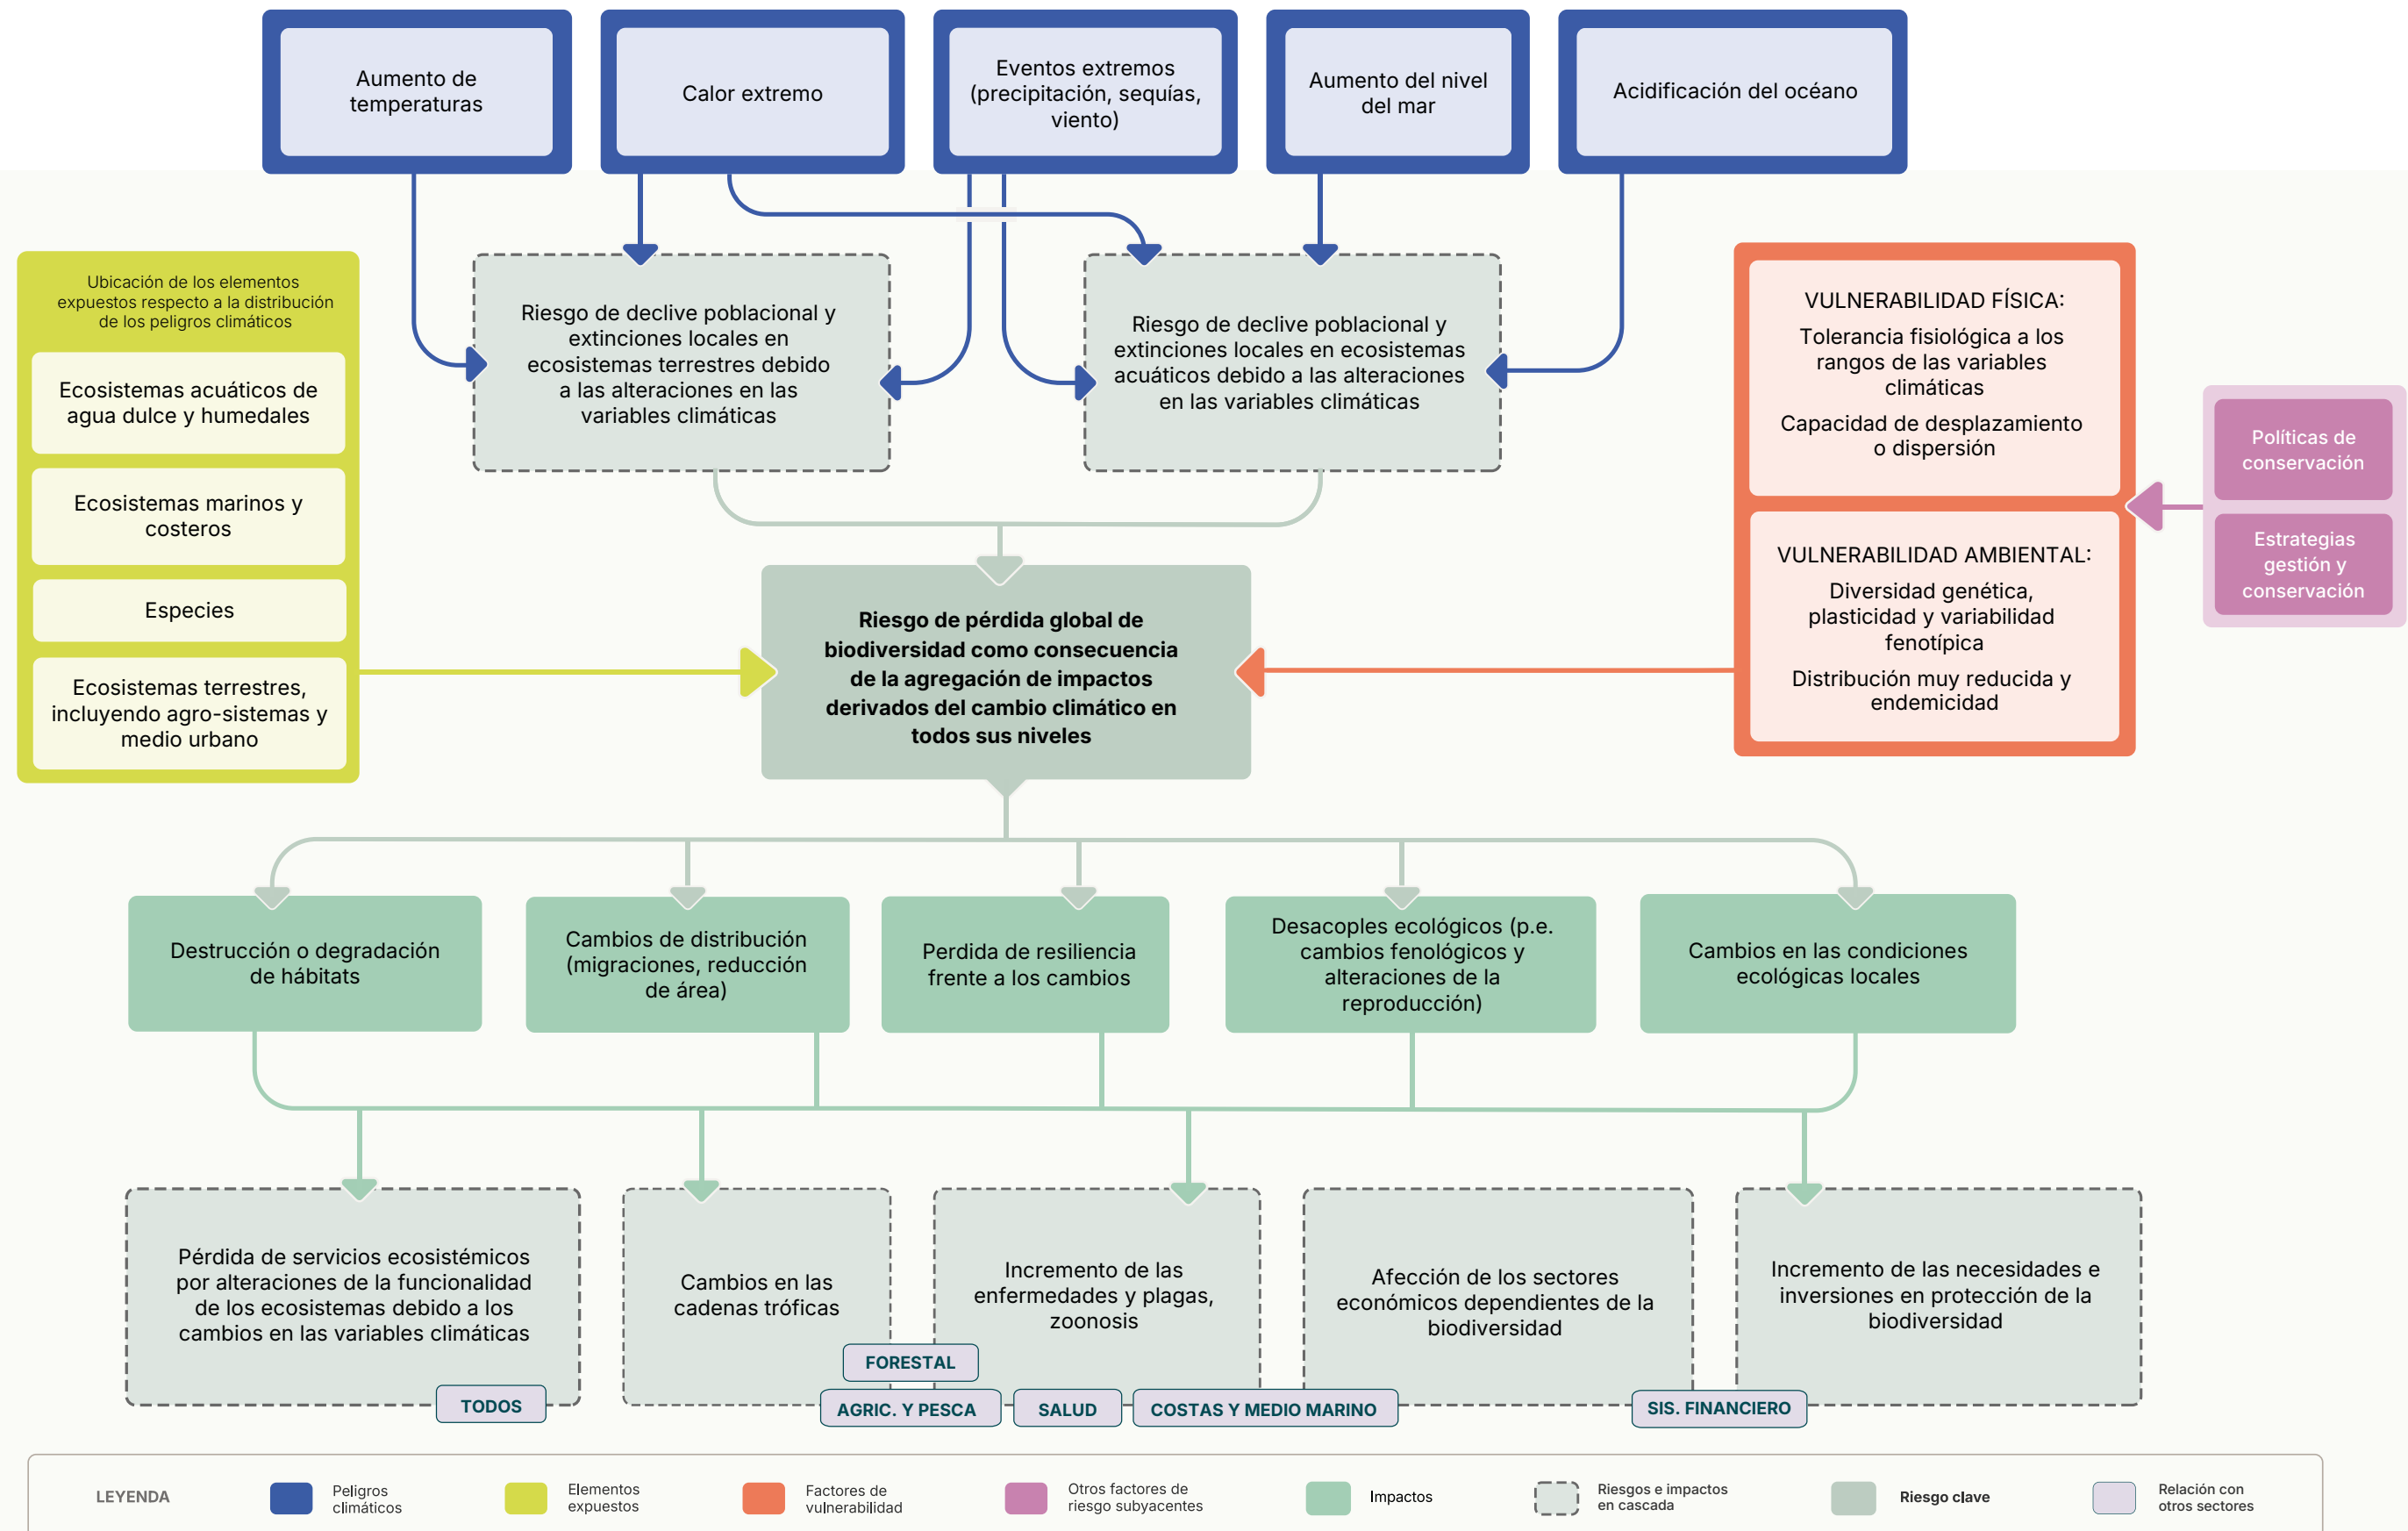 Aumento de
temperaturas
Calor extremo
Eventos extremos
(precipitación, sequías,
viento)
Aumento del nivel
del mar
Acidificación del océano
Ubicación de los elementos
expuestos respecto a la distribución
de los peligros climáticos
Ecosistemas acuáticos de
agua dulce y humedales
Ecosistemas marinos y
costeros
Especies
Ecosistemas terrestres,
incluyendo agro-sistemas y
medio urbano
Riesgo de declive poblacional y
extinciones locales en
ecosistemas terrestres debido
a las alteraciones en las
variables climáticas
Riesgo de declive poblacional y
extinciones locales en ecosistemas
acuáticos debido a las alteraciones
en las variables climáticas
VULNERABILIDAD FÍSICA:
Tolerancia fisiológica a los
rangos de las variables
climáticas
Capacidad de desplazamiento
o dispersión
VULNERABILIDAD AMBIENTAL:
Diversidad genética,
plasticidad y variabilidad
fenotípica
Distribución muy reducida y
endemicidad
Políticas de
conservación
Estrategias
gestión y
conservación
Riesgo de pérdida global de
biodiversidad como consecuencia
de la agregación de impactos
derivados del cambio climático en
todos sus niveles
Destrucción o degradación
de hábitats
Cambios de distribución
(migraciones, reducción
de área)
Perdida de resiliencia
frente a los cambios
Desacoples ecológicos (p.e.
cambios fenológicos y
alteraciones de la
reproducción)
Cambios en las condiciones
ecológicas locales
Pérdida de servicios ecosistémicos
por alteraciones de la funcionalidad
de los ecosistemas debido a los
cambios en las variables climáticas
TODOS
Cambios en las
cadenas tróficas
Incremento de las
enfermedades y plagas,
zoonosis
Afección de los sectores
económicos dependientes de la
biodiversidad
Incremento de las necesidades e
inversiones en protección de la
biodiversidad
FORESTAL
AGRIC. Y PESCA
SALUD
COSTAS Y MEDIO MARINO
SIS. FINANCIERO
LEYENDA
Peligros
climáticos
Elementos
expuestos
Factores de
vulnerabilidad
Otros factores de
riesgo subyacentes
Impactos
Riesgos e impactos
en cascada
Riesgo clave
Relación con
otros sectores